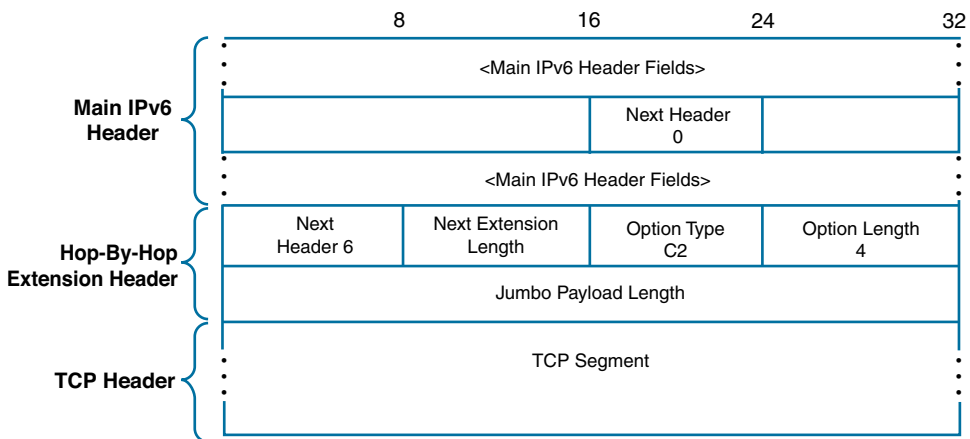 8 16 24 32
<Main IPv6 Header Fields>
Main IPv6
Header
Next Header
0
<Main IPv6 Header Fields>
Hop-By-Hop
Extension Header
Next
Header 6
Next Extension
Length
Option Type
C2
Option Length
4
Jumbo Payload Length
TCP Header
TCP Segment